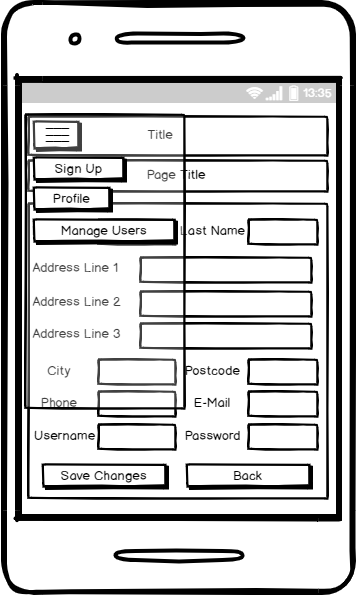 13:35
Title
Sign Up
Page Title
Profile
Manage Users Last Name
Address Line 1
Address Line 2
Address Line 3
City Postcode
Phone E-Mail
Username Password
Save Changes Back